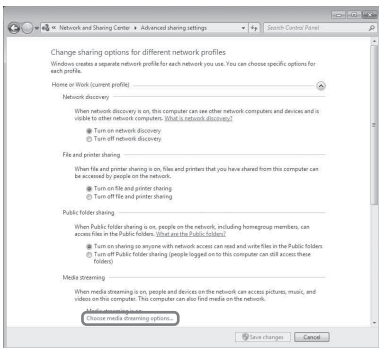 « Network and Sharing Center ▸ Advanced sharing settings
Search Control Panel
Change sharing options for different network profiles
Windows creates a separate network profile for each network you use. You can choose specific options for
each profile.
Home or Work (current profile)
Network discovery
When network discovery is on, this computer can see other network computers and devices and is
visible to other network computers. What is network discovery?
Turn on network discovery
Turn off network discovery
File and printer sharing
When file and printer sharing is on, files and printers that you have shared from this computer can
be accessed by people on the network.
Turn on file and printer sharing
Turn off file and printer sharing
Public folder sharing
When Public folder sharing is on, people on the network, including homegroup members, can
access files in the Public folders. What are the Public folders?
Turn on sharing so anyone with network access can read and write files in the Public folders
Turn off Public folder sharing (people logged on to this computer can still access these
folders)
Media streaming
When media streaming is on, people and devices on the network can access pictures, music, and
videos on this computer. This computer can also find media on the network.
Media streaming is on.
Choose media streaming options...
Save changes
Cancel